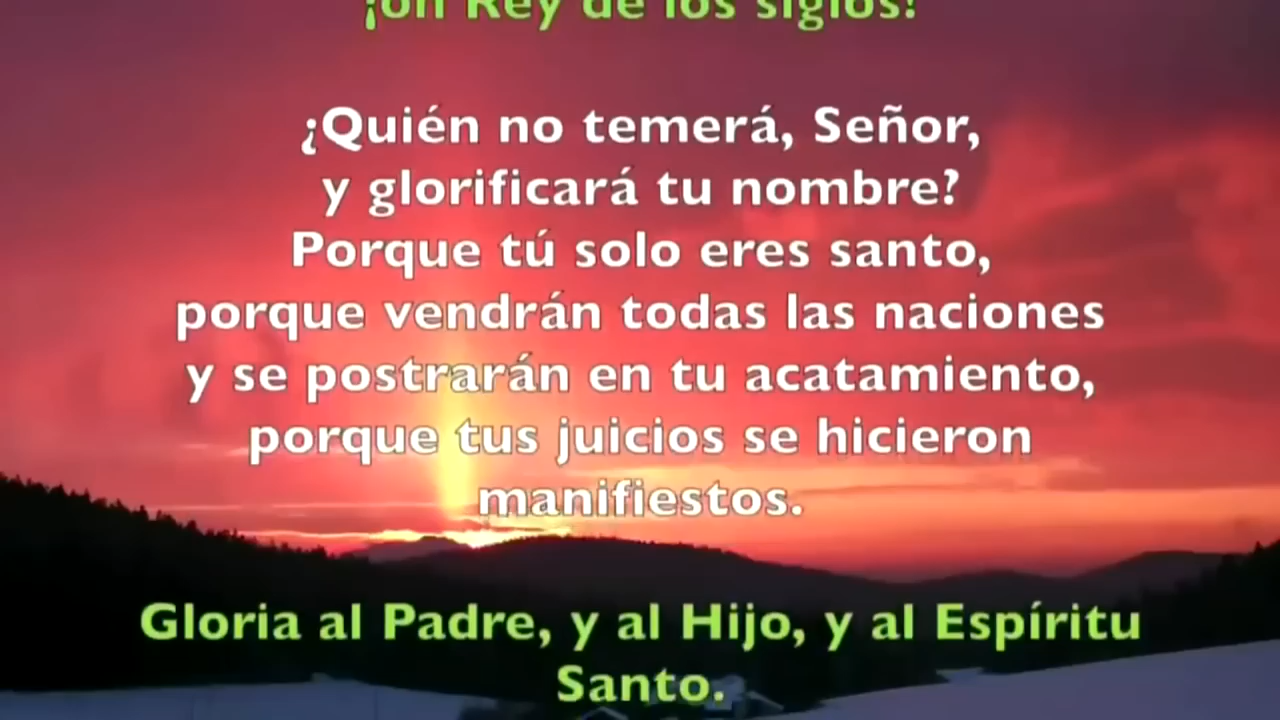 ¡oh Rey de los siglos!
¿Quién no temerá, Señor,
y glorificará tu nombre?
Porque tú solo eres santo,
porque vendrán todas las naciones
y se postrarán en tu acatamiento,
porque tus juicios se hicieron
manifiestos.
Gloria al Padre, y al Hijo, y al Espíritu
Santo.